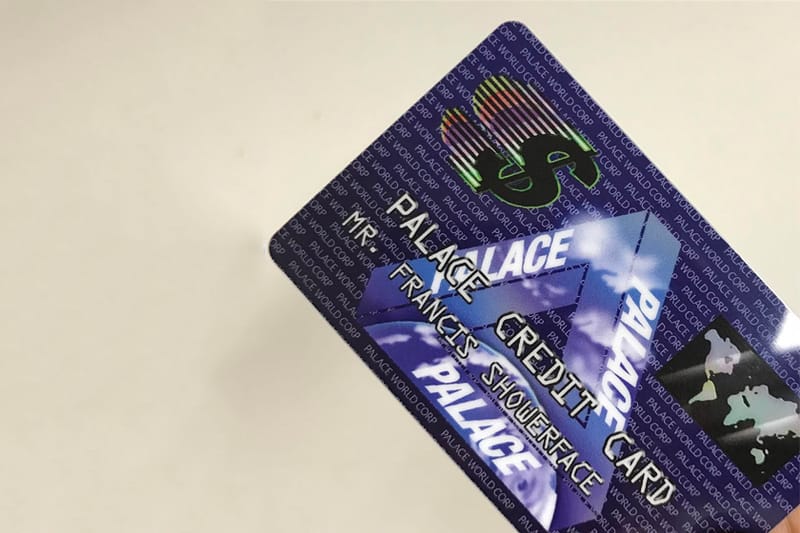 PALACE WORLD CORP
$
PALACE
PALACE
PALACE
PALACE CREDIT CARD
MR. FRANCIS SHOWERFACE